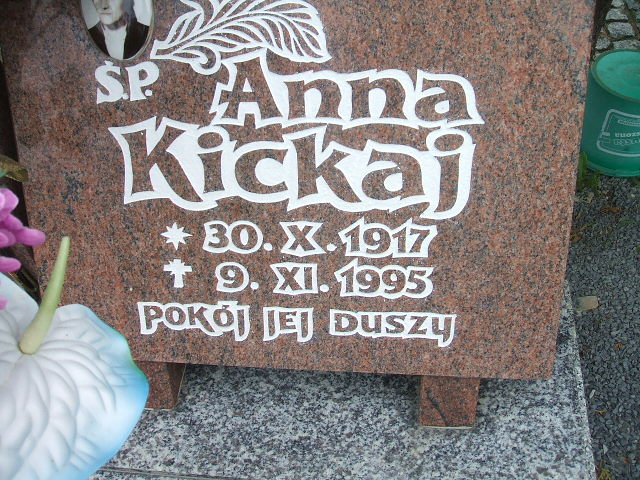 Ś.P. Anna
Kickaj
* 30. X. 1917
✝ 9. XI. 1995
POKÓJ JEJ DUSZY